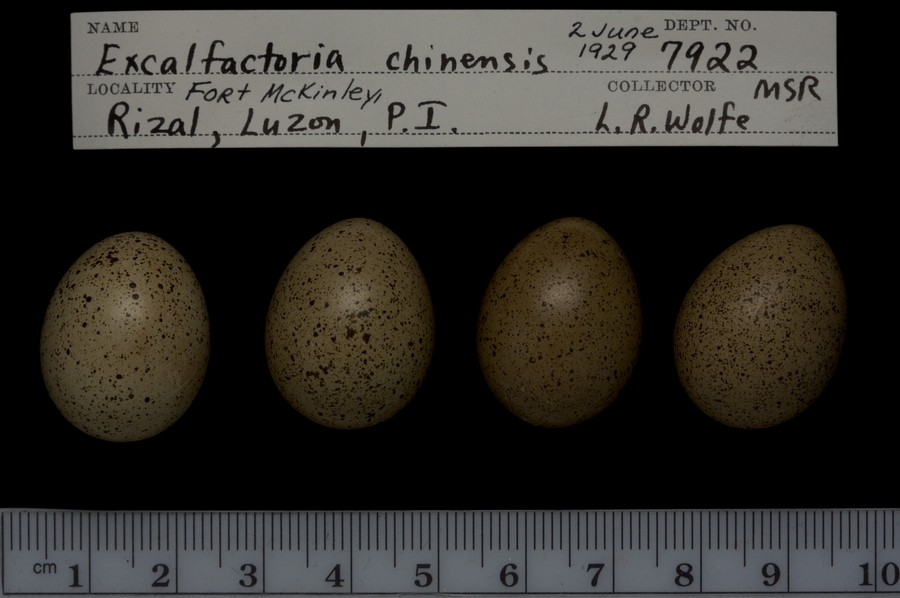 NAME 2 June DEPT. NO.
Excalfactoria chinensis 1929 7922
LOCALITY Fort McKinley, COLLECTOR MSR
Rizal, Luzon, P.I. L.R. Wolfe
cm 1 2 3 4 5 6 7 8 9 10